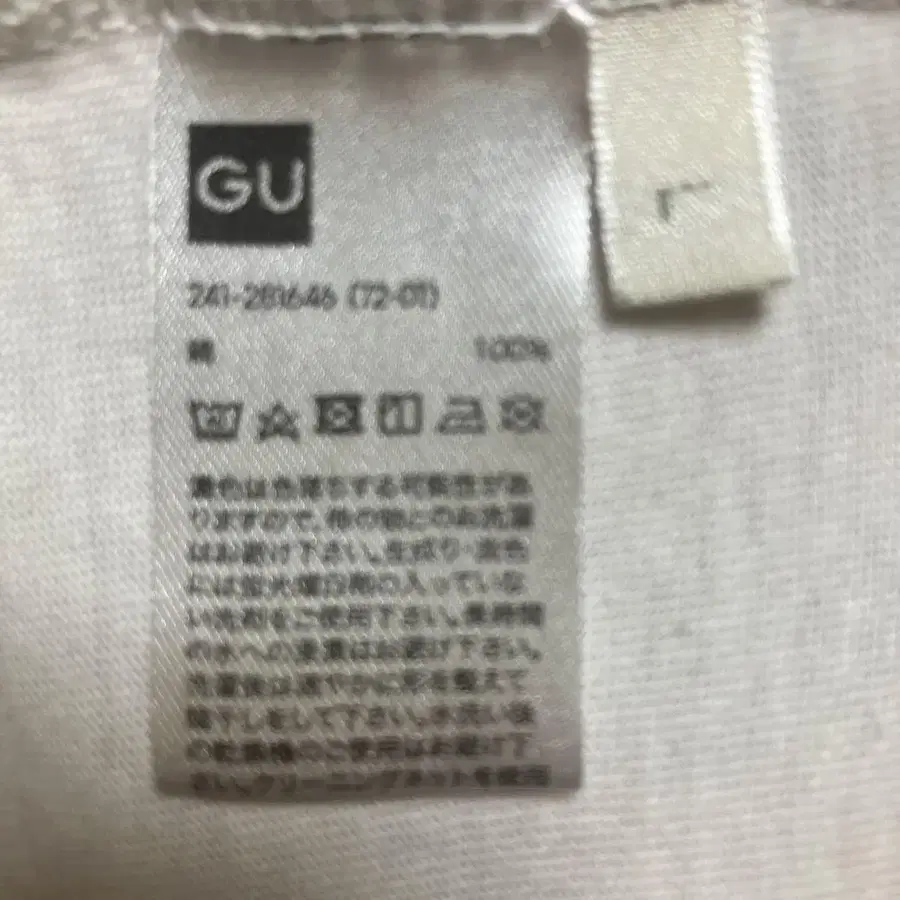 GU
L
241-281646 (72-01)
綿 100%
濃色は色落ちする可能性があ
りますので、他の物とのお洗濯
はお避け下さい。生成り・淡色
には蛍光増白剤の入っていな
い洗剤をご使用下さい。長時間
の水への浸漬はお避け下さい。
洗濯後は速やかに形を整えて
陰干しをして下さい。水洗い後
の乾燥機のご使用はお避け下
さい。クリーニングネットを使用